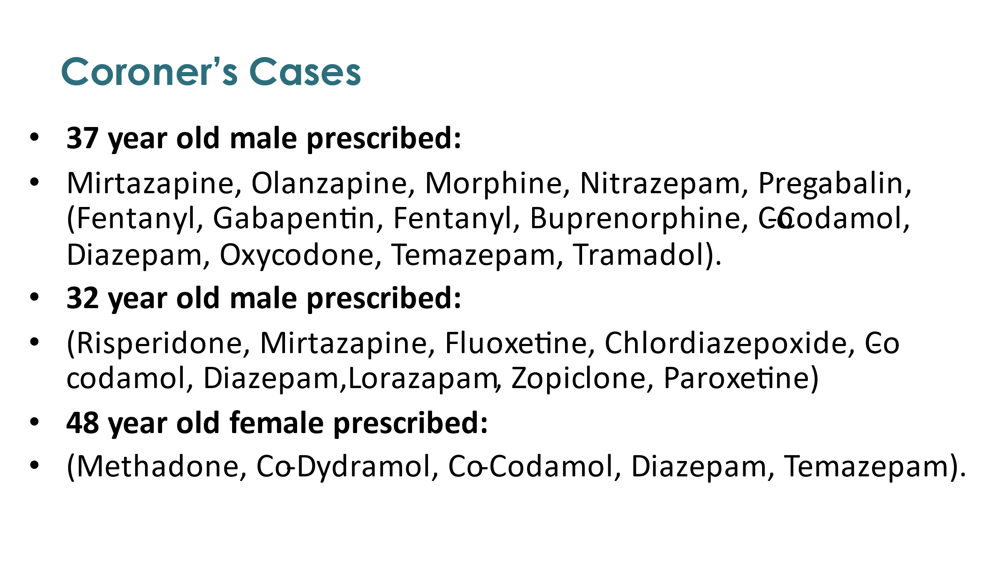 Coroner’s Cases
• 37 year old male prescribed:
• Mirtazapine, Olanzapine, Morphine, Nitrazepam, Pregabalin,
(Fentanyl, Gabapentin, Fentanyl, Buprenorphine, Co-Codamol,
Diazepam, Oxycodone, Temazepam, Tramadol).
• 32 year old male prescribed:
• (Risperidone, Mirtazapine, Fluoxetine, Chlordiazepoxide, Co-
codamol, Diazepam,Lorazapam, Zopiclone, Paroxetine)
• 48 year old female prescribed:
• (Methadone, Co-Dydramol, Co-Codamol, Diazepam, Temazepam).